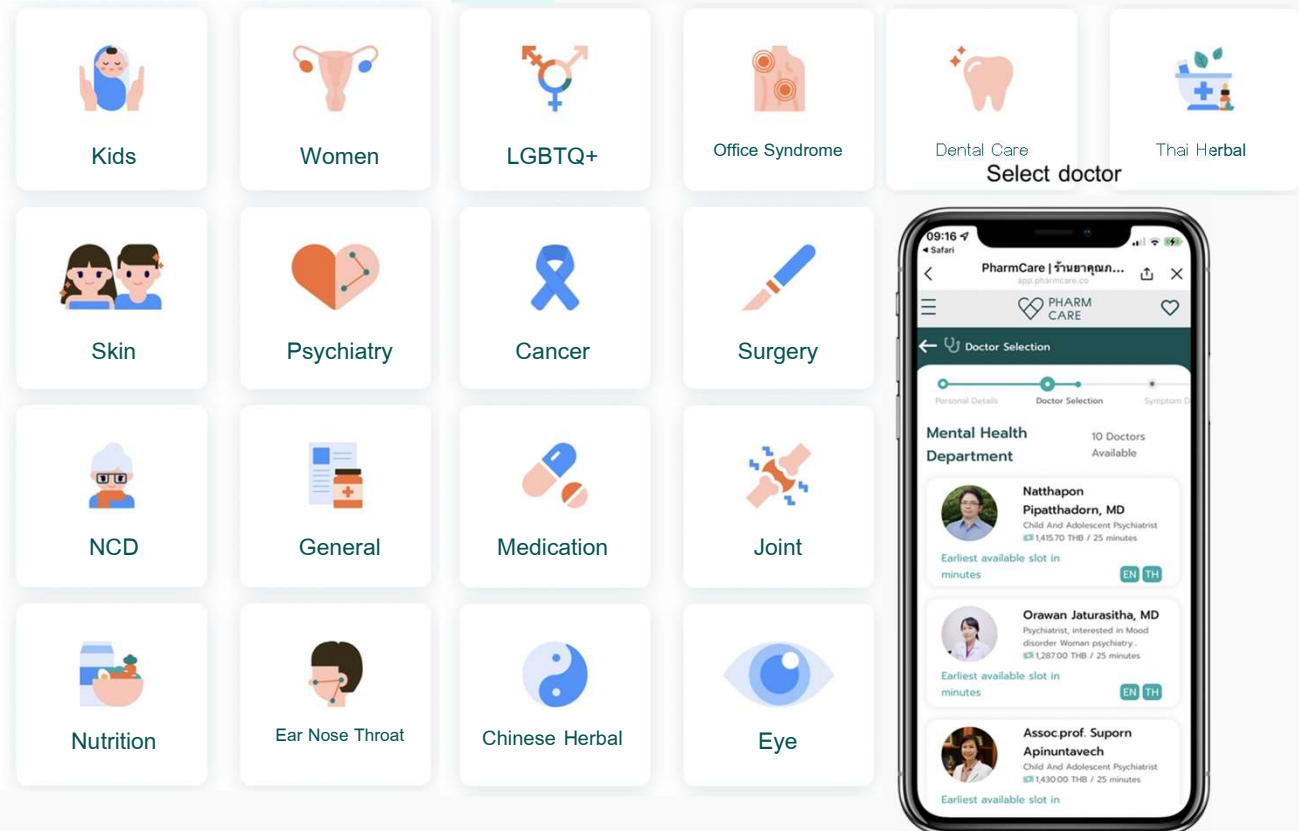 Kids
Women
LGBTQ+
Office Syndrome
Dental Care
Thai Herbal
Skin
Psychiatry
Cancer
Surgery
NCD
General
Medication
Joint
Nutrition
Ear Nose Throat
Chinese Herbal
Eye
Select doctor
09:16
Safari
PharmCare | ร้านยาคุณภ...
app.pharmcare.co
PHARM
CARE
Doctor Selection
Personal Details
Doctor Selection
Symptom D
Mental Health
Department
10 Doctors
Available
Natthapon
Pipatthadorn, MD
Child And Adolescent Psychiatrist
1,415.70 THB / 25 minutes
Earliest available slot in
minutes
EN TH
Orawan Jaturasitha, MD
Psychiatrist, interested in Mood
disorder Woman psychiatry..
1,287.00 THB / 25 minutes
Earliest available slot in
minutes
EN TH
Assoc.prof. Suporn
Apinuntavech
Child And Adolescent Psychiatrist
1,430.00 THB / 25 minutes
Earliest available slot in